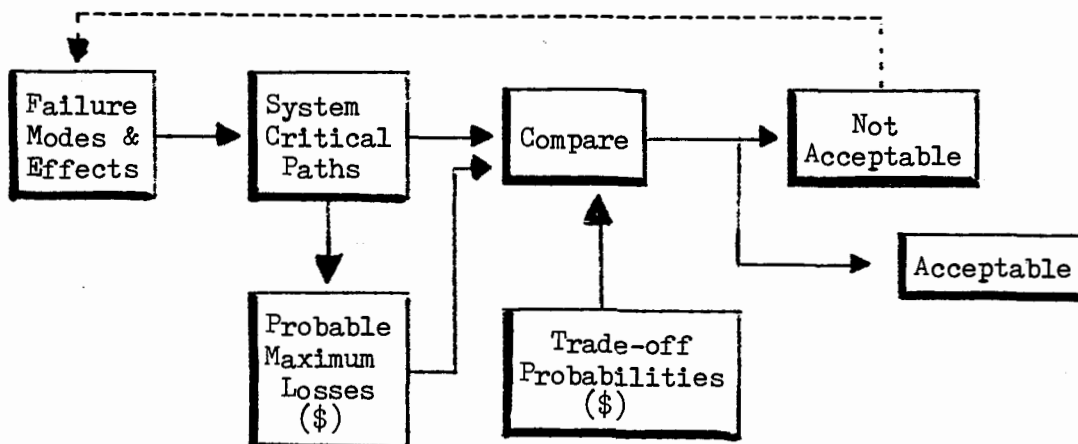 Failure
Modes &
Effects
System
Critical
Paths
Compare
Not
Acceptable
Acceptable
Probable
Maximum
Losses
($)
Trade-off
Probabilities
($)